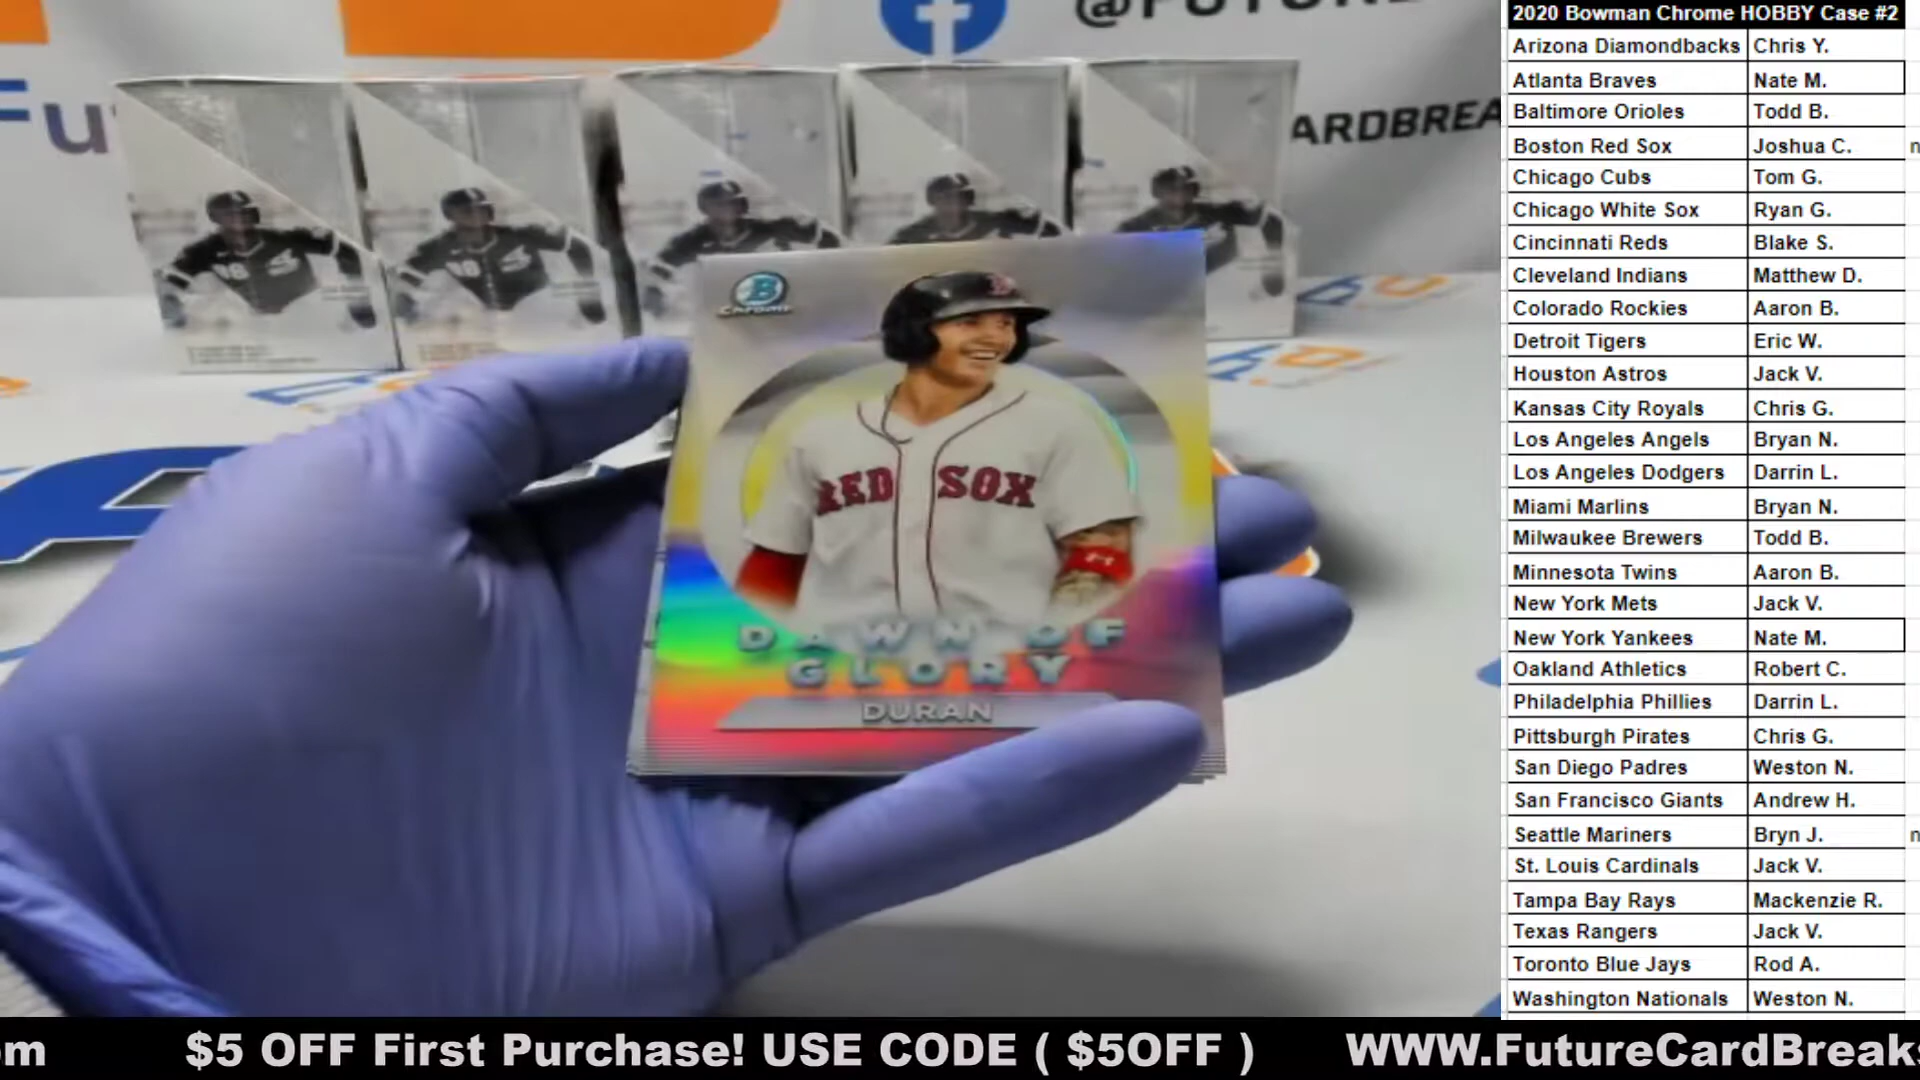 @FUTURE
ARDBREA
Fu
B
Chrome
RED SOX
DAWN OF
GLORY
DURAN
2020 Bowman Chrome HOBBY Case #2
Arizona Diamondbacks Chris Y.
Atlanta Braves Nate M.
Baltimore Orioles Todd B.
Boston Red Sox Joshua C. n
Chicago Cubs Tom G.
Chicago White Sox Ryan G.
Cincinnati Reds Blake S.
Cleveland Indians Matthew D.
Colorado Rockies Aaron B.
Detroit Tigers Eric W.
Houston Astros Jack V.
Kansas City Royals Chris G.
Los Angeles Angels Bryan N.
Los Angeles Dodgers Darrin L.
Miami Marlins Bryan N.
Milwaukee Brewers Todd B.
Minnesota Twins Aaron B.
New York Mets Jack V.
New York Yankees Nate M.
Oakland Athletics Robert C.
Philadelphia Phillies Darrin L.
Pittsburgh Pirates Chris G.
San Diego Padres Weston N.
San Francisco Giants Andrew H.
Seattle Mariners Bryn J. n
St. Louis Cardinals Jack V.
Tampa Bay Rays Mackenzie R.
Texas Rangers Jack V.
Toronto Blue Jays Rod A.
Washington Nationals Weston N.
om $5 OFF First Purchase! USE CODE ( $5OFF ) WWW.FutureCardBreaks